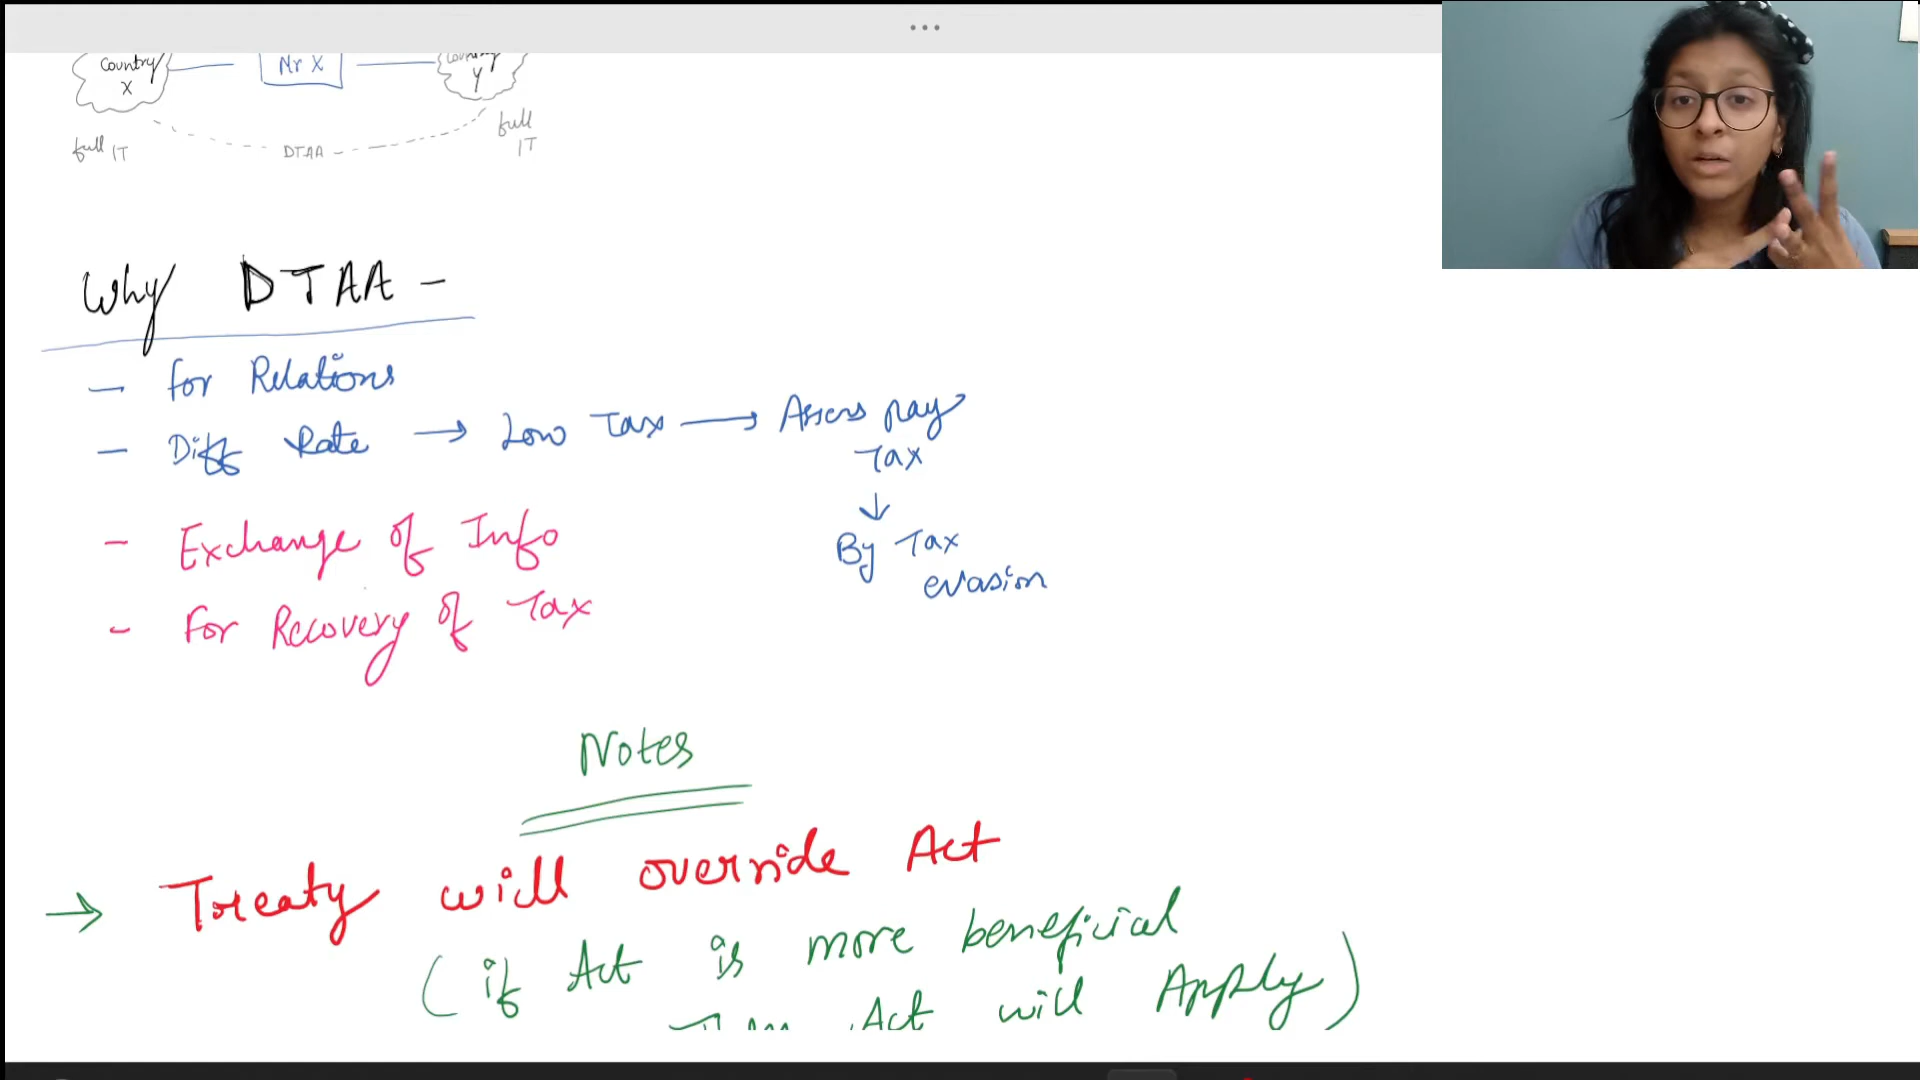 Country Mr X Country
X Y
full IT full
DTAA IT
Why DTAA -
- for Relations
- Diff Rate → Low Tax → Assess pay
Tax
↓
By Tax
evasion
- Exchange of Info
- For Recovery of Tax
Notes
→ Treaty will override Act
(if Act is more beneficial
Act will Apply)